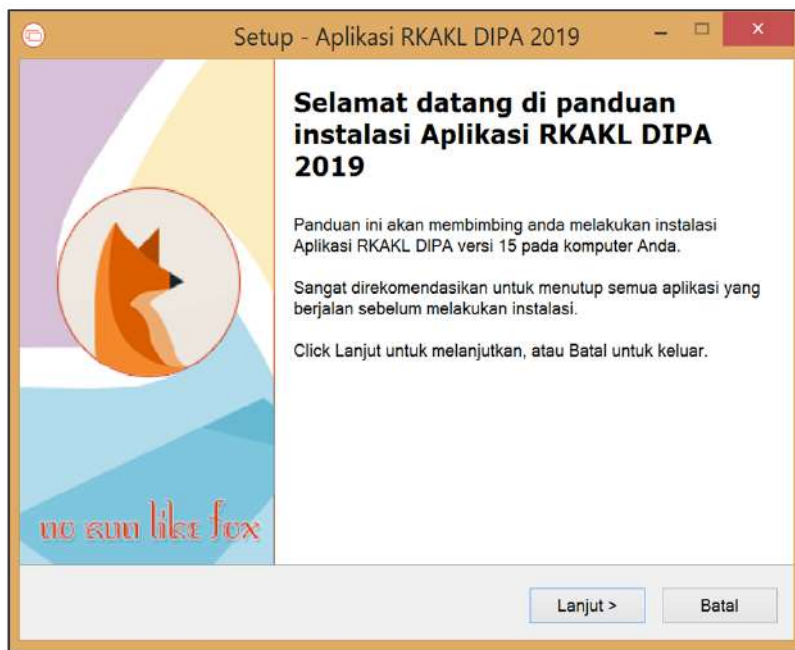 Setup - Aplikasi RKAKL DIPA 2019
Selamat datang di panduan
instalasi Aplikasi RKAKL DIPA
2019
Panduan ini akan membimbing anda melakukan instalasi
Aplikasi RKAKL DIPA versi 15 pada komputer Anda.
Sangat direkomendasikan untuk menutup semua aplikasi yang
berjalan sebelum melakukan instalasi.
Click Lanjut untuk melanjutkan, atau Batal untuk keluar.
no run like fox
Lanjut >
Batal